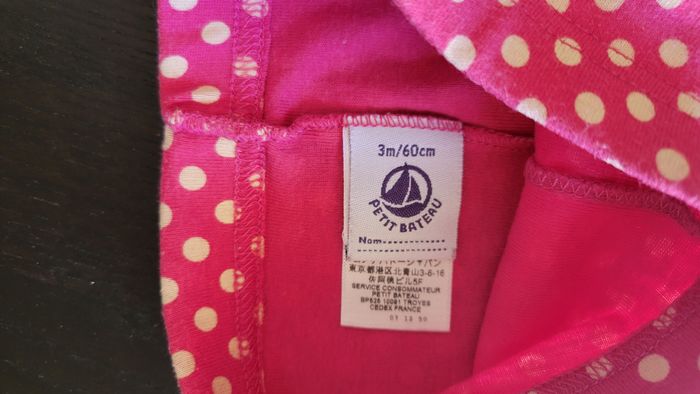 3m/60cm
PETIT BATEAU
Nom
東京都港区北青山3-6-16
SERVICE CONSOMMATEUR
PETIT BATEAU
BP525 10081 TROYES
CEDEX FRANCE